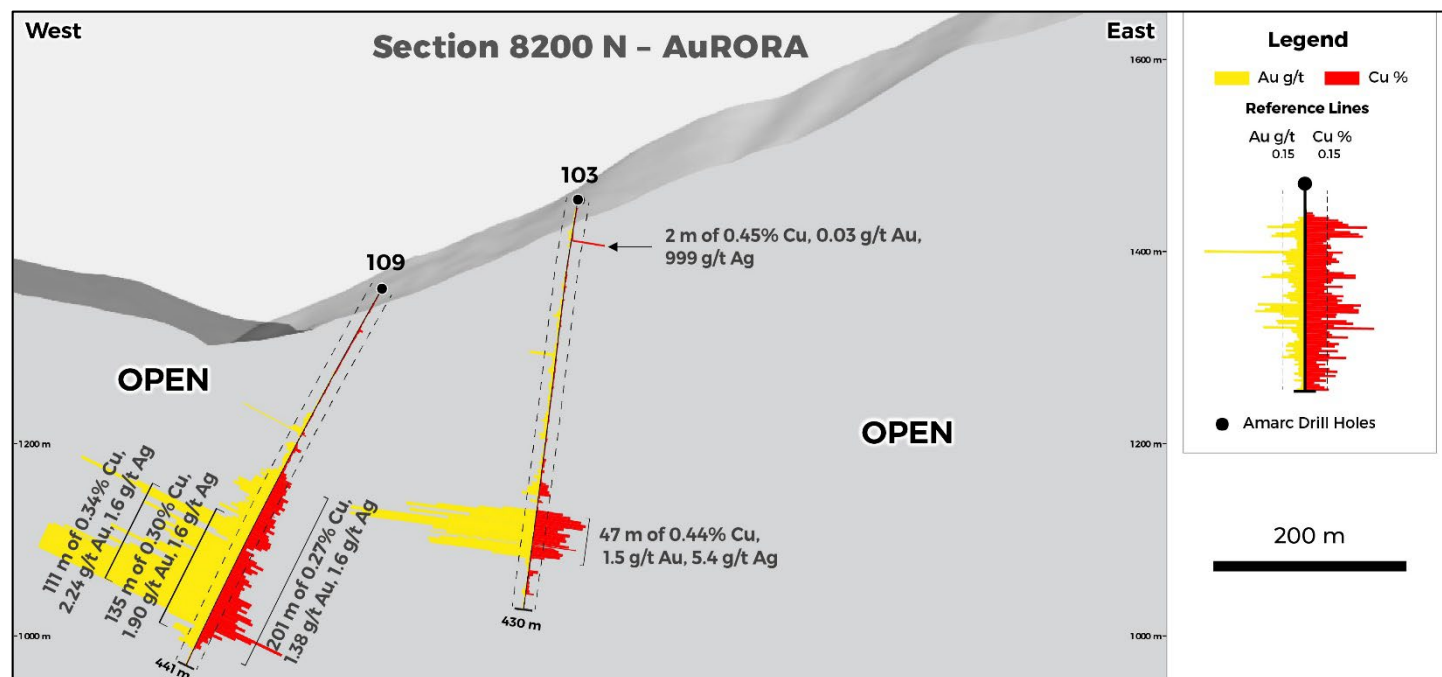 West
Section 8200 N – AuRORA
East
1600 m
103
2 m of 0.45% Cu, 0.03 g/t Au,
999 g/t Ag
1400 m
109
OPEN
OPEN
1200 m
1200 m
111 m of 0.34% Cu,
2.24 g/t Au, 1.6 g/t Ag
135 m of 0.30% Cu,
1.90 g/t Au, 1.6 g/t Ag
201 m of 0.27% Cu,
1.38 g/t Au, 1.6 g/t Ag
47 m of 0.44% Cu,
1.5 g/t Au, 5.4 g/t Ag
1000 m
430 m
1000 m
441 m
Legend
Au g/t Cu %
Reference Lines
Au g/t Cu %
0.15 0.15
Amarc Drill Holes
200 m